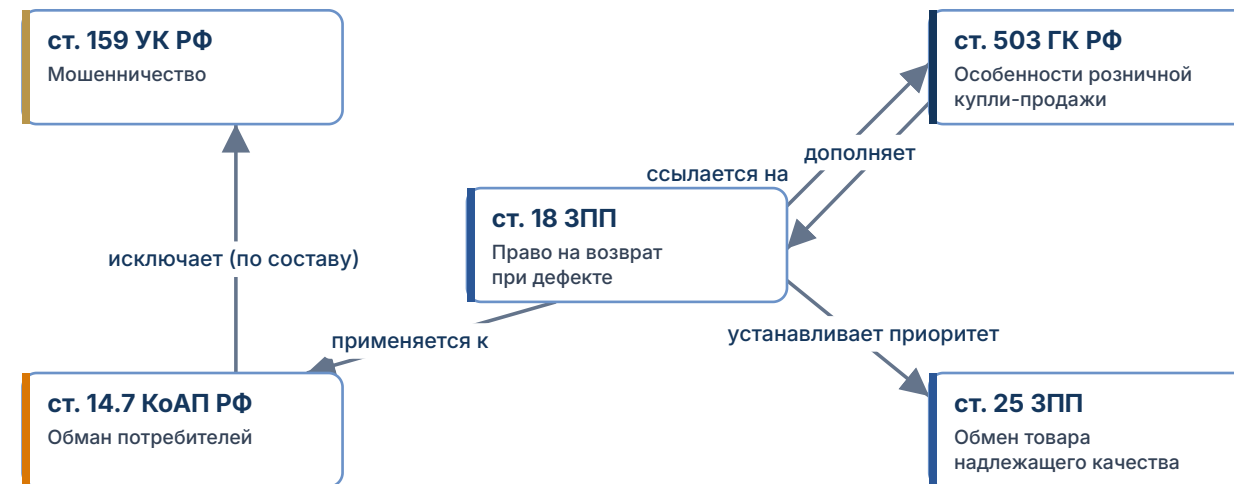 ст. 159 УК РФ
Мошенничество
ст. 503 ГК РФ
Особенности розничной
купли-продажи
дополняет
ссылается на
ст. 18 ЗПП
Право на возврат
при дефекте
исключает (по составу)
применяется к
устанавливает приоритет
ст. 14.7 КоАП РФ
Обман потребителей
ст. 25 ЗПП
Обмен товара
надлежащего качества